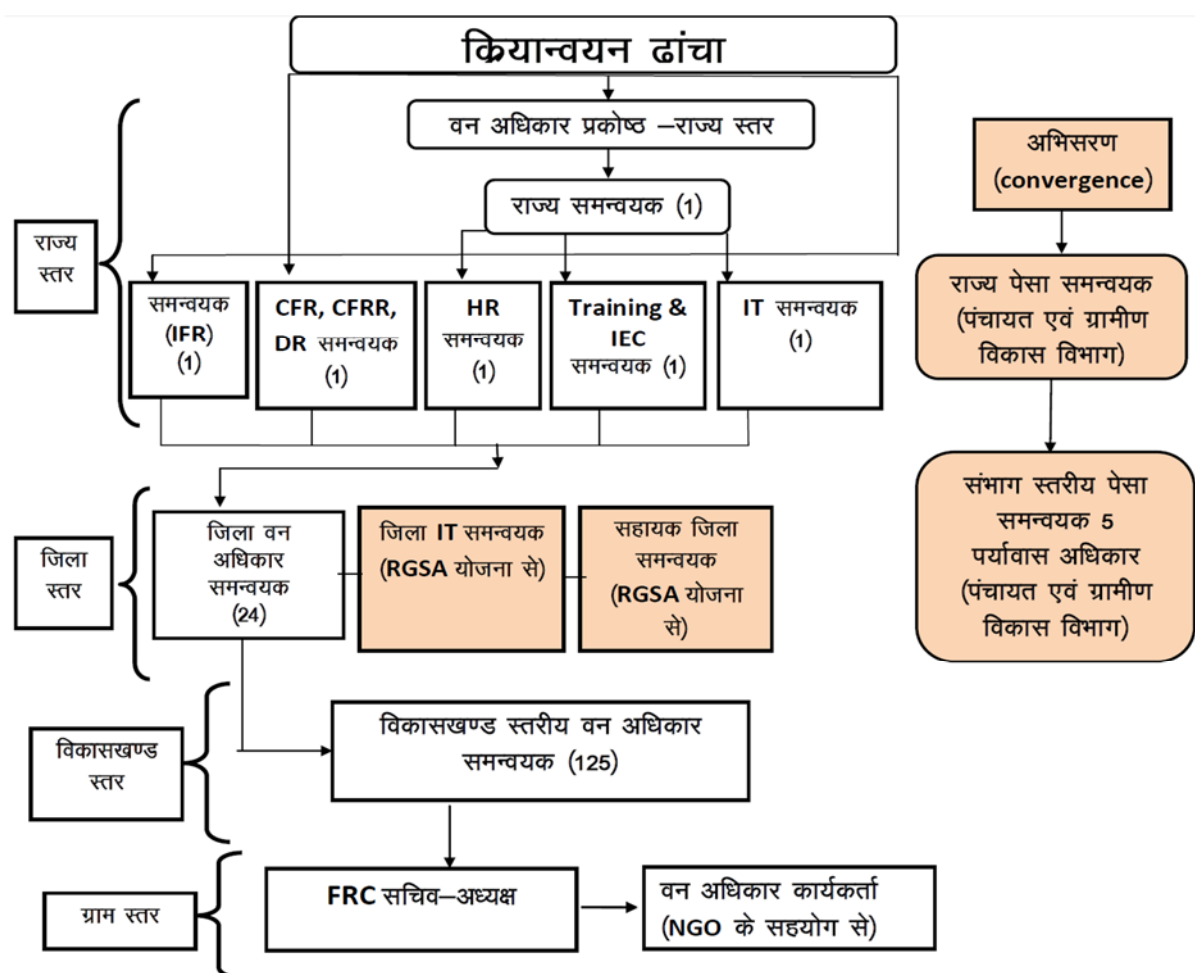 क्रियान्वयन ढांचा
वन अधिकार प्रकोष्ठ –राज्य स्तर
राज्य समन्वयक (1)
राज्य
स्तर
समन्वयक
(IFR)
(1)
CFR, CFRR,
DR समन्वयक
(1)
HR
समन्वयक
(1)
Training &
IEC
समन्वयक (1)
IT समन्वयक
(1)
जिला
स्तर
जिला वन
अधिकार
समन्वयक
(24)
जिला IT समन्वयक
(RGSA योजना से)
सहायक जिला
समन्वयक
(RGSA योजना
से)
विकासखण्ड
स्तर
विकासखण्ड स्तरीय वन अधिकार
समन्वयक (125)
ग्राम स्तर
FRC सचिव–अध्यक्ष
वन अधिकार कार्यकर्ता
(NGO के सहयोग से)
अभिसरण
(convergence)
राज्य पेसा समन्वयक
(पंचायत एवं ग्रामीण
विकास विभाग)
संभाग स्तरीय पेसा
समन्वयक 5
पर्यावास अधिकार
(पंचायत एवं ग्रामीण
विकास विभाग)